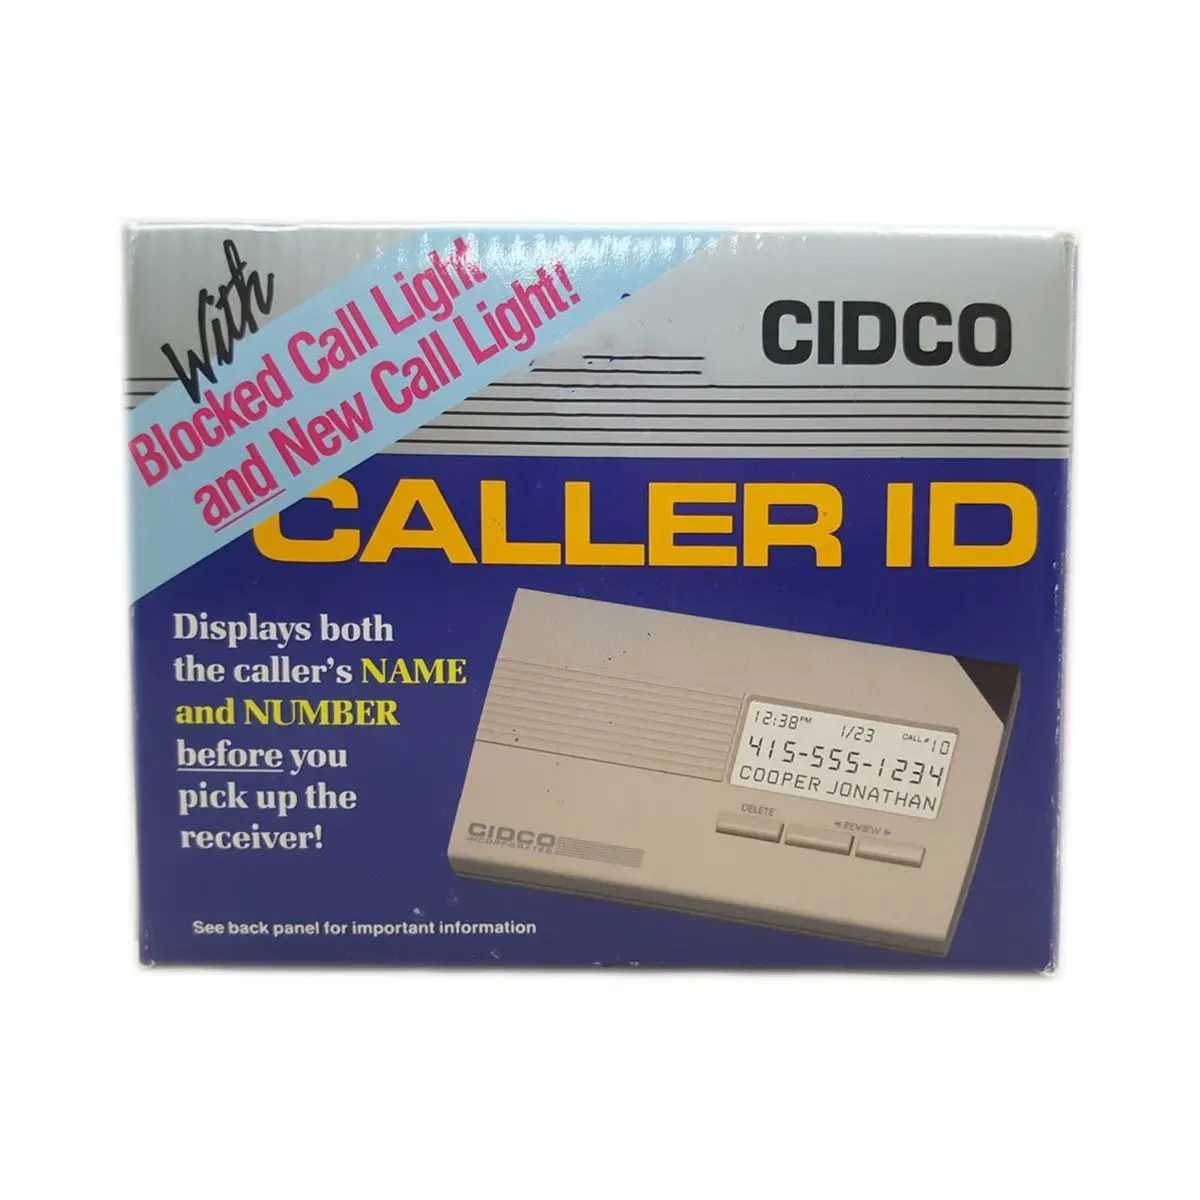 With
Blocked Call Light
and New Call Light!
CIDCO
CALLER ID
Displays both
the caller's NAME
and NUMBER
before you
pick up the
receiver!
12:38 PM 1/23 CALL# 10
415-555-1234
COOPER JONATHAN
DELETE ◀ REVIEW ▶
CIDCO
INCORPORATED
See back panel for important information